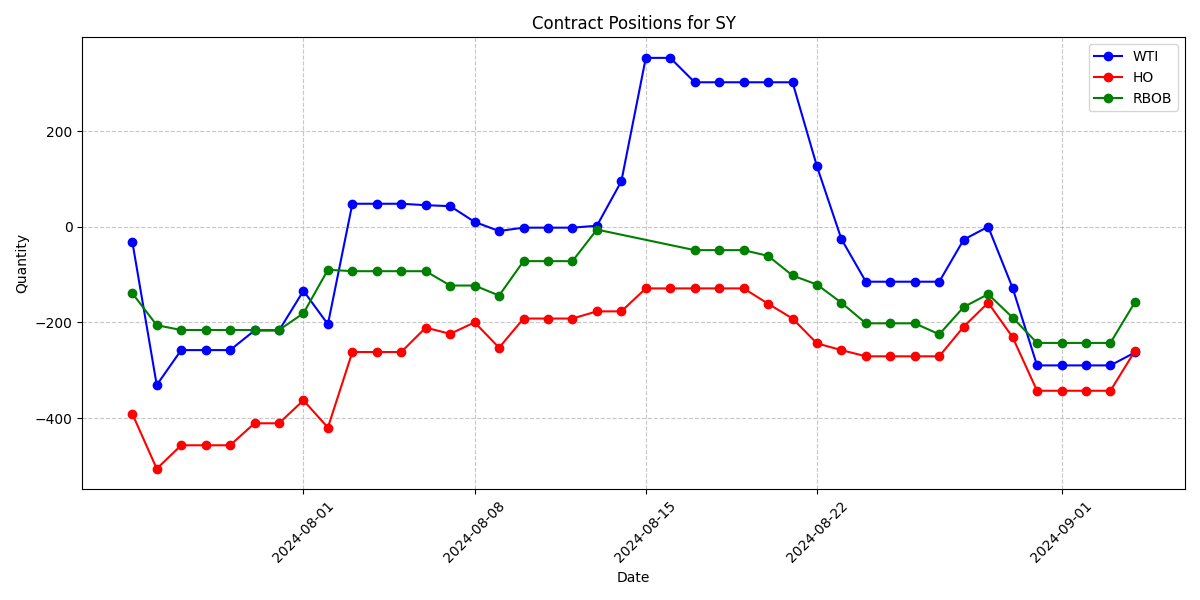 Contract Positions for SY
WTI
HO
RBOB
Quantity
200
0
−200
−400
2024-08-01
2024-08-08
2024-08-15
2024-08-22
2024-09-01
Date